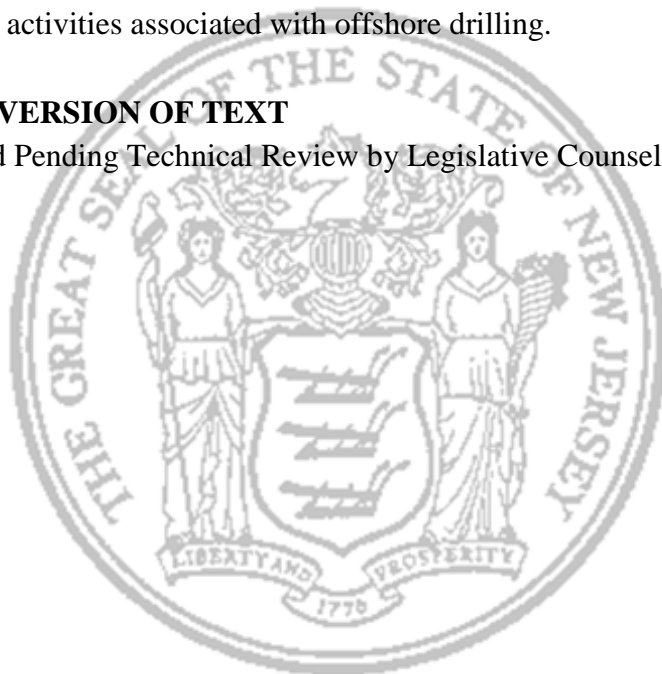 activities associated with offshore drilling.
VERSION OF TEXT
d Pending Technical Review by Legislative Counsel
THE GREAT SEAL OF THE STATE OF NEW JERSEY
LIBERTY AND PROSPERITY
1776